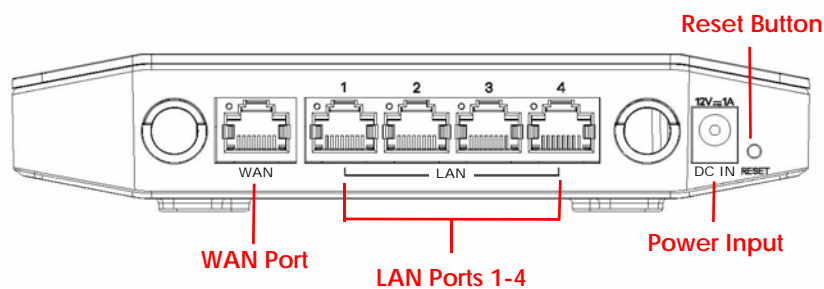 Reset Button
1 2 3 4
12V⎓1A
WAN
LAN
DC IN
RESET
WAN Port
LAN Ports 1-4
Power Input